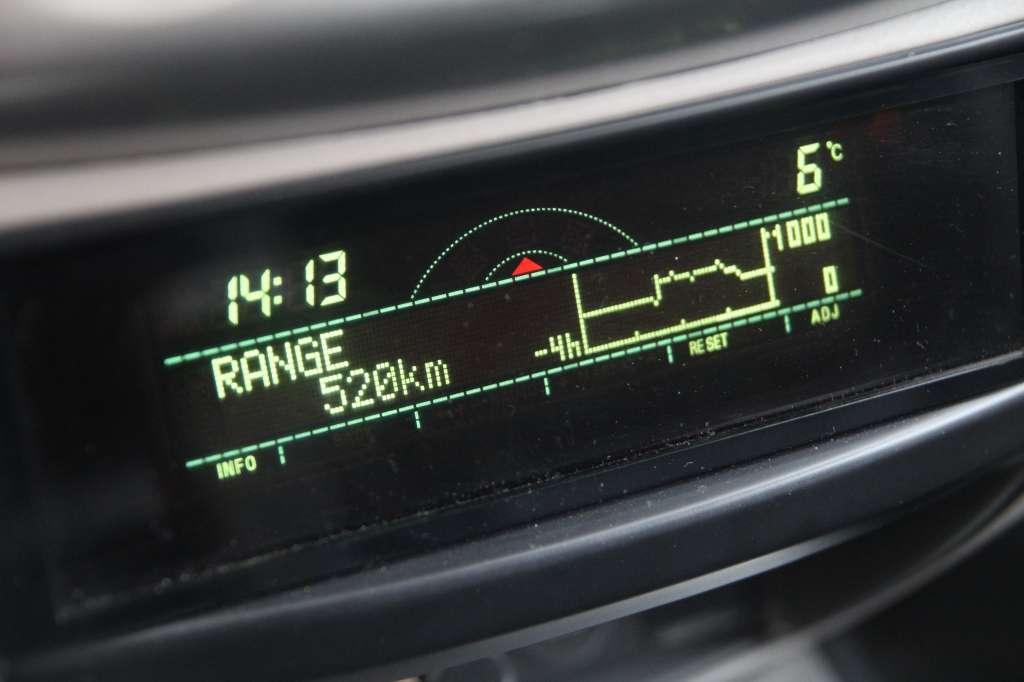 6°C
14:13
1000
RANGE
520km
-4h
0
INFO
RESET
ADJ